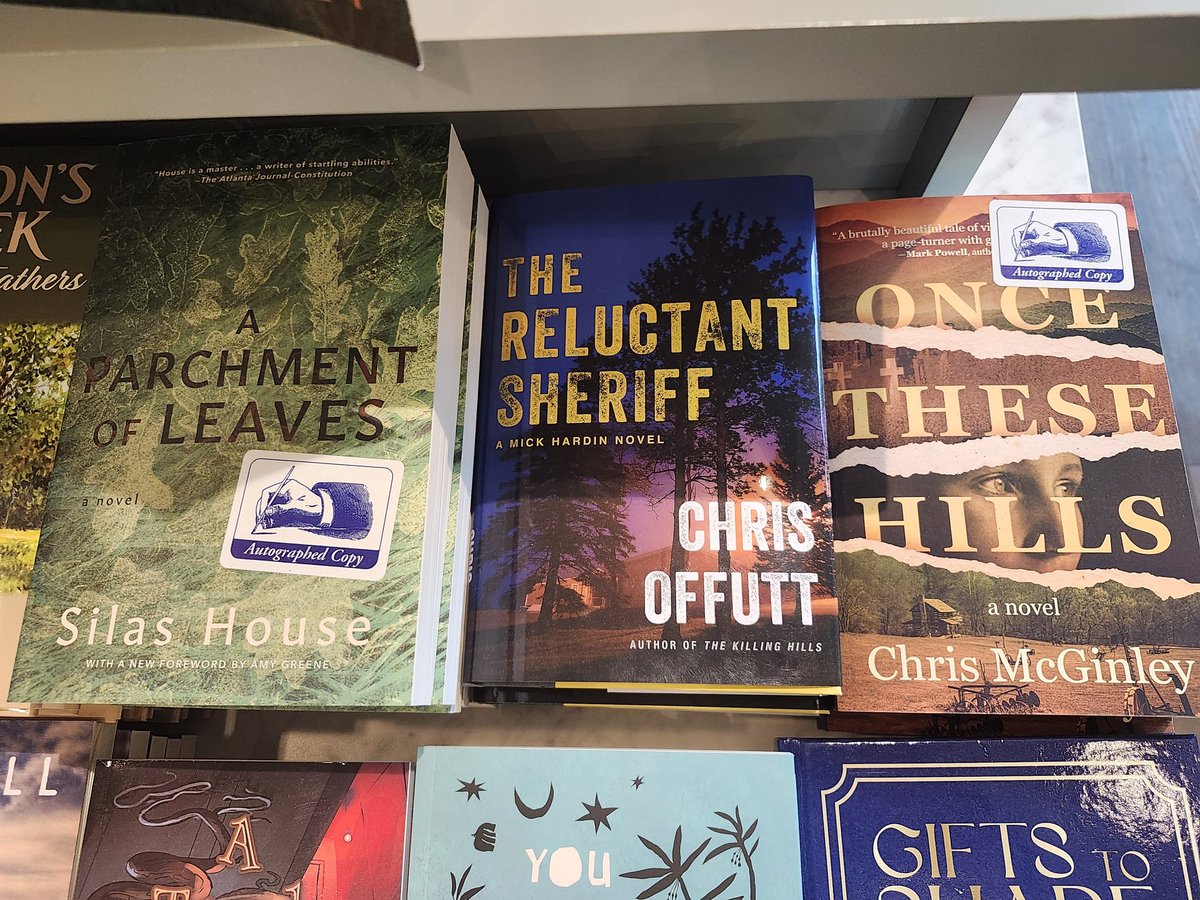 ON'S
EK
athers
"House is a master . . . a writer of startling abilities."
—The Atlanta Journal-Constitution
A
PARCHMENT
OF LEAVES
a novel
Autographed Copy
Silas House
WITH A NEW FOREWORD BY AMY GREENE
THE
RELUCTANT
SHERIFF
A MICK HARDIN NOVEL
CHRIS
OFFUTT
AUTHOR OF THE KILLING HILLS
"A brutally beautiful tale of vi
a page-turner with g
—Mark Powell, autho
Autographed Copy
ONCE
THESE
HILLS
a novel
Chris McGinley
LL
A
YOU
GIFTS TO
SHARE